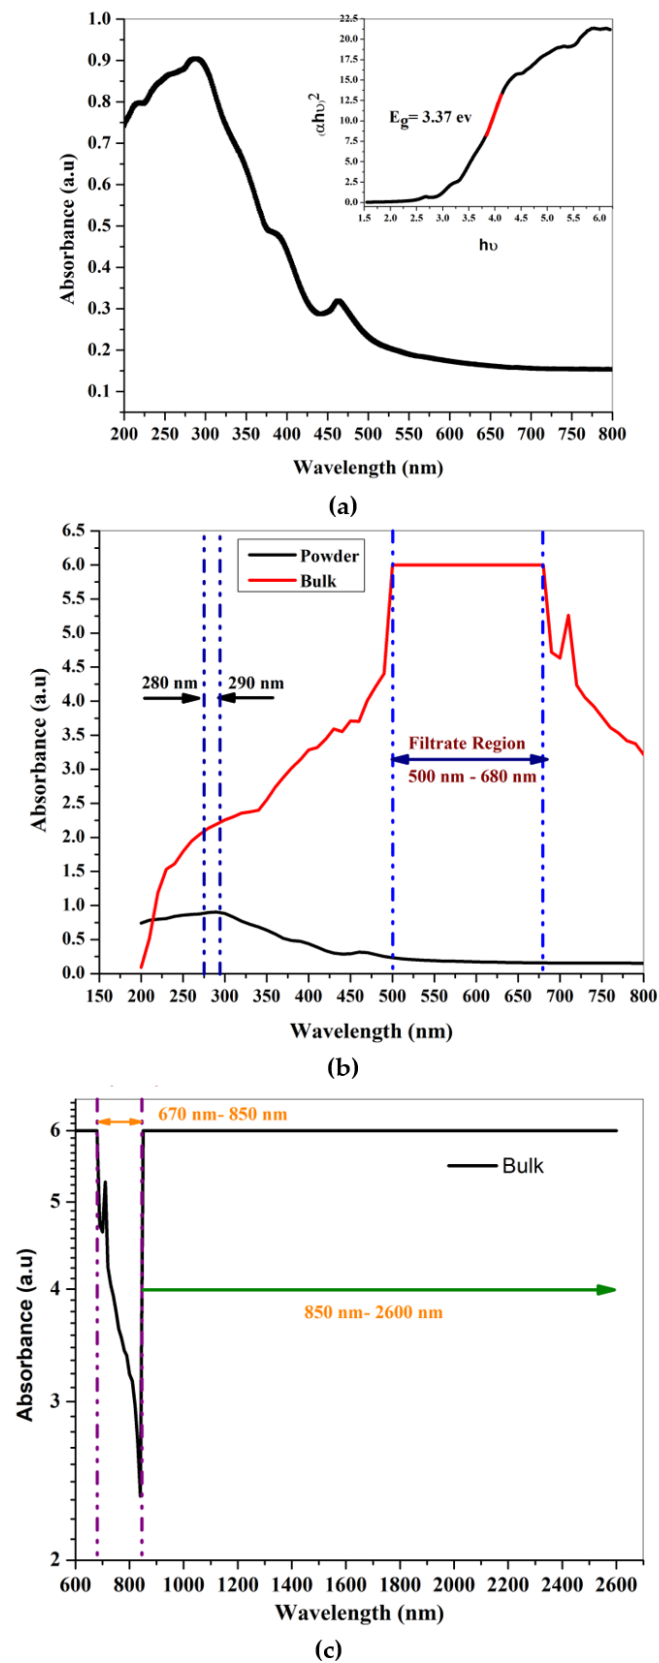 1.0
0.9
0.8
0.7
0.6
0.5
0.4
0.3
0.2
0.1
Absorbance (a.u)
200 250 300 350 400 450 500 550 600 650 700 750 800
Wavelength (nm)
22.5
20.0
17.5
15.0
12.5
10.0
7.5
5.0
2.5
0.0
(αhυ)2
Eg= 3.37 ev
1.5 2.0 2.5 3.0 3.5 4.0 4.5 5.0 5.5 6.0
hυ
(a)
6.5
6.0
5.5
5.0
4.5
4.0
3.5
3.0
2.5
2.0
1.5
1.0
0.5
0.0
Absorbance (a.u)
Powder
Bulk
280 nm 290 nm
Filtrate Region
500 nm - 680 nm
150 200 250 300 350 400 450 500 550 600 650 700 750 800
Wavelength (nm)
(b)
670 nm- 850 nm
6
5
4
3
2
Absorbance (a.u)
Bulk
850 nm- 2600 nm
600 800 1000 1200 1400 1600 1800 2000 2200 2400 2600
Wavelength (nm)
(c)